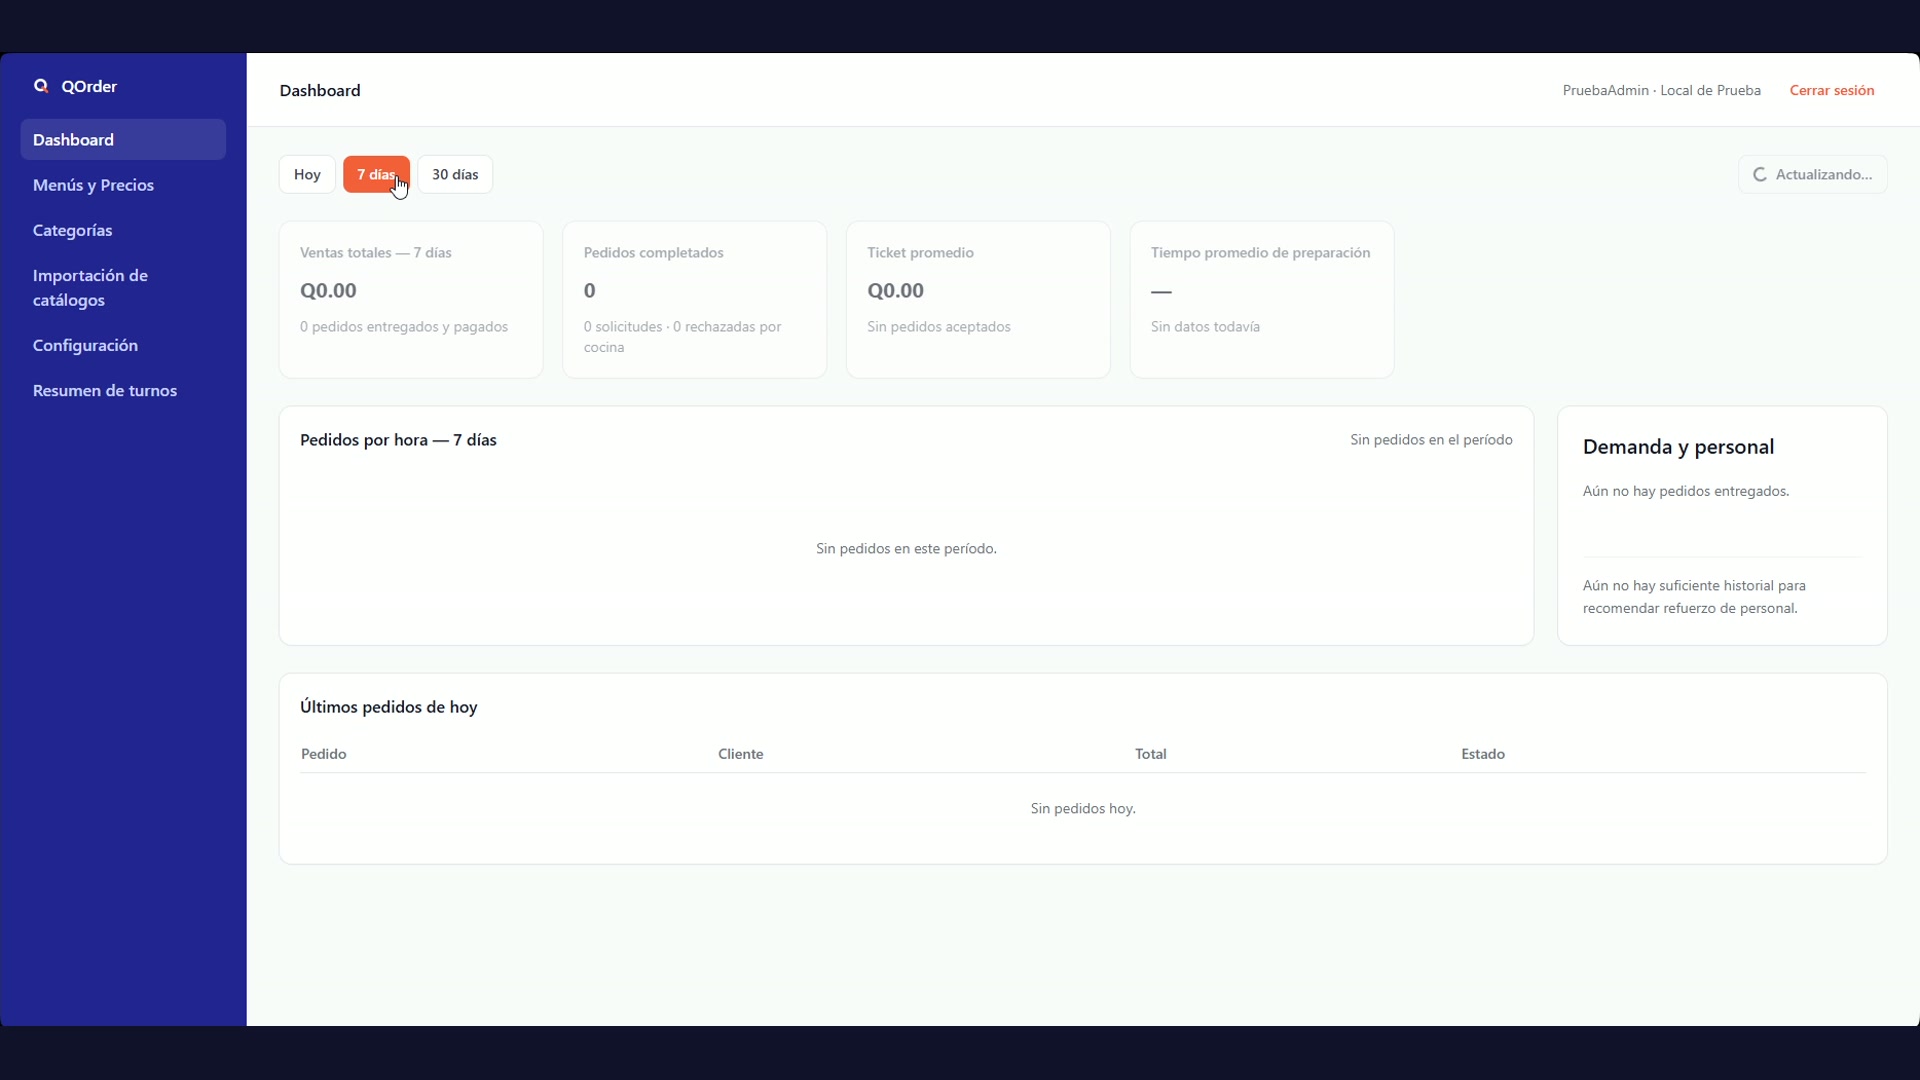 QOrder
Dashboard
Menús y Precios
Categorías
Importación de
catálogos
Configuración
Resumen de turnos
Dashboard
PruebaAdmin · Local de Prueba
Cerrar sesión
Hoy
7 días
30 días
Actualizando...
Ventas totales — 7 días
Q0.00
0 pedidos entregados y pagados
Pedidos completados
0
0 solicitudes · 0 rechazadas por
cocina
Ticket promedio
Q0.00
Sin pedidos aceptados
Tiempo promedio de preparación
—
Sin datos todavía
Pedidos por hora — 7 días
Sin pedidos en el período
Sin pedidos en este período.
Demanda y personal
Aún no hay pedidos entregados.
Aún no hay suficiente historial para
recomendar refuerzo de personal.
Últimos pedidos de hoy
Pedido
Cliente
Total
Estado
Sin pedidos hoy.